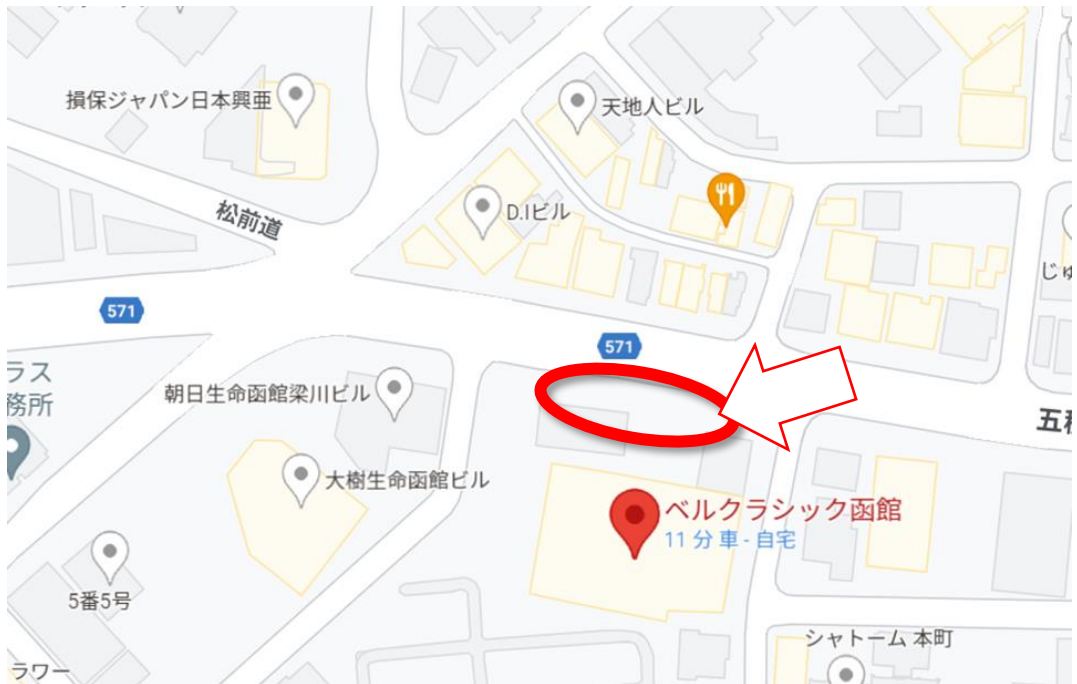 損保ジャパン日本興亜
天地人ビル
D.Iビル
松前道
571
571
ラス
務所
朝日生命函館梁川ビル
大樹生命函館ビル
ベルクラシック函館
11 分 車 - 自宅
5番5号
シャトーム 本町
ラワー